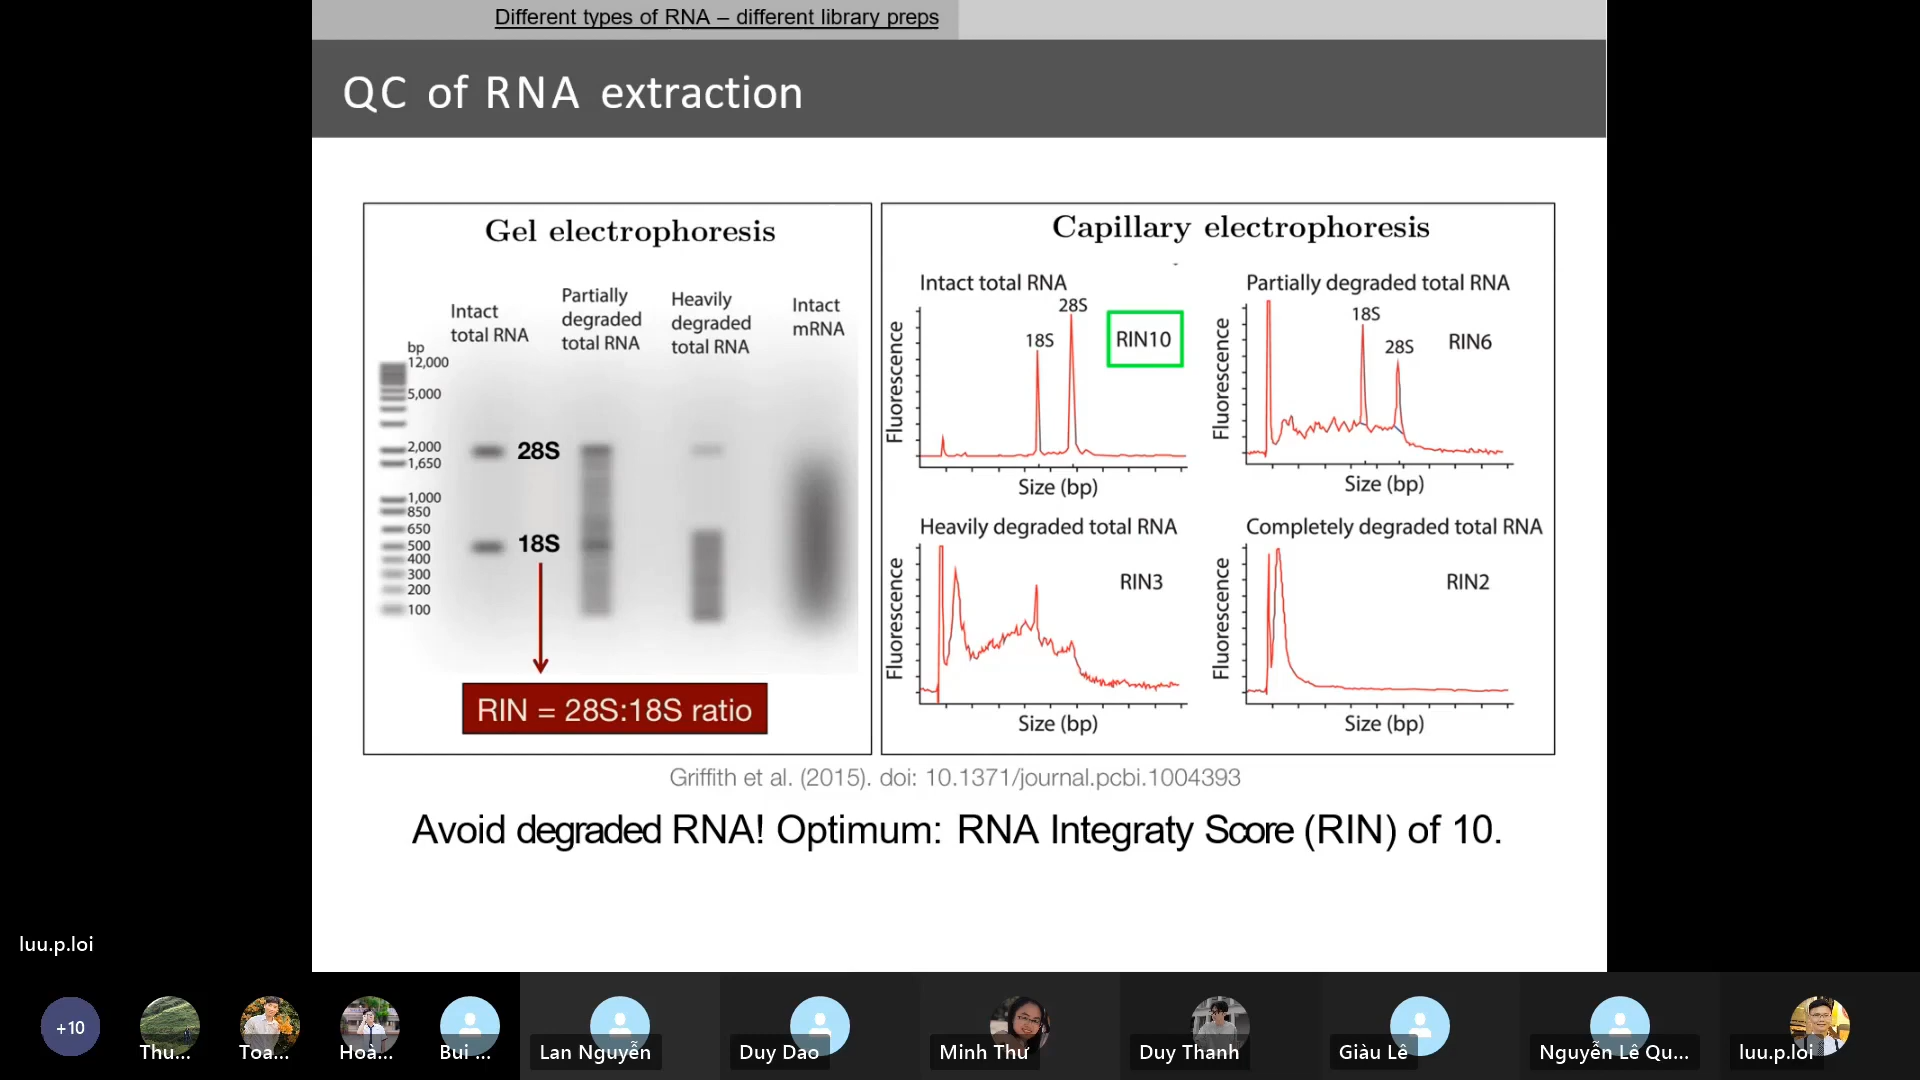 Different types of RNA – different library preps
QC of RNA extraction
Gel electrophoresis
Intact
total RNA
Partially
degraded
total RNA
Heavily
degraded
total RNA
Intact
mRNA
bp
12,000
5,000
2,000
1,650
1,000
850
650
500
400
300
200
100
28S
18S
RIN = 28S:18S ratio
Capillary electrophoresis
Intact total RNA
28S
18S
RIN10
Fluorescence
Size (bp)
Partially degraded total RNA
18S
28S
RIN6
Fluorescence
Size (bp)
Heavily degraded total RNA
RIN3
Fluorescence
Size (bp)
Completely degraded total RNA
RIN2
Fluorescence
Size (bp)
Griffith et al. (2015). doi: 10.1371/journal.pcbi.1004393
Avoid degraded RNA! Optimum: RNA Integraty Score (RIN) of 10.
luu.p.loi
+10
Thu...
Toa...
Hoà...
Bui ...
Lan Nguyễn
Duy Dao
Minh Thư
Duy Thanh
Giàu Lê
Nguyễn Lê Qu...
luu.p.loi